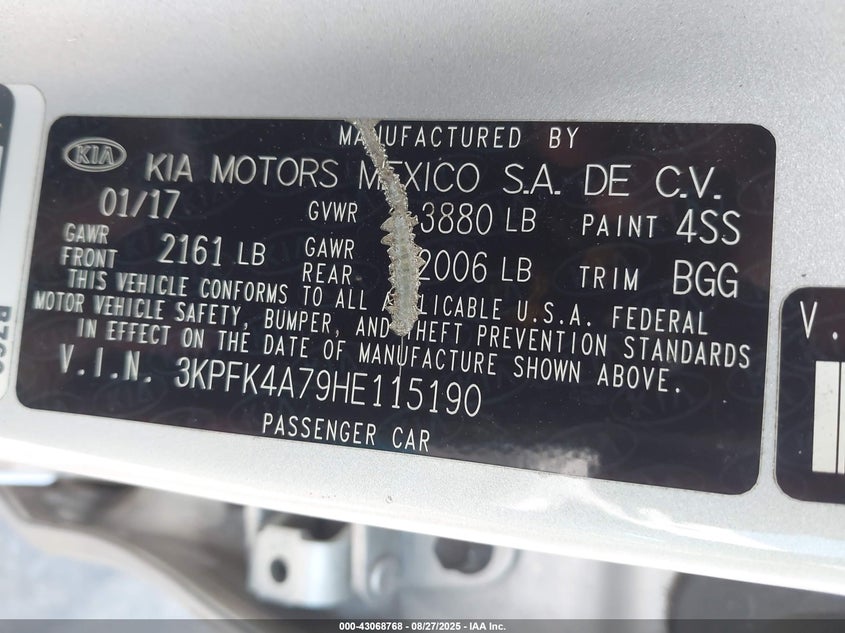 MANUFACTURED BY
KIA KIA MOTORS MEXICO S.A. DE C.V.
01/17 GVWR 3880 LB PAINT 4SS
GAWR FRONT 2161 LB GAWR REAR 2006 LB TRIM BGG
THIS VEHICLE CONFORMS TO ALL APPLICABLE U.S.A. FEDERAL
MOTOR VEHICLE SAFETY, BUMPER, AND THEFT PREVENTION STANDARDS
IN EFFECT ON THE DATE OF MANUFACTURE SHOWN ABOVE.
V.I.N. 3KPFK4A79HE115190
PASSENGER CAR
V.
000-43068768 - 08/27/2025 - IAA Inc.